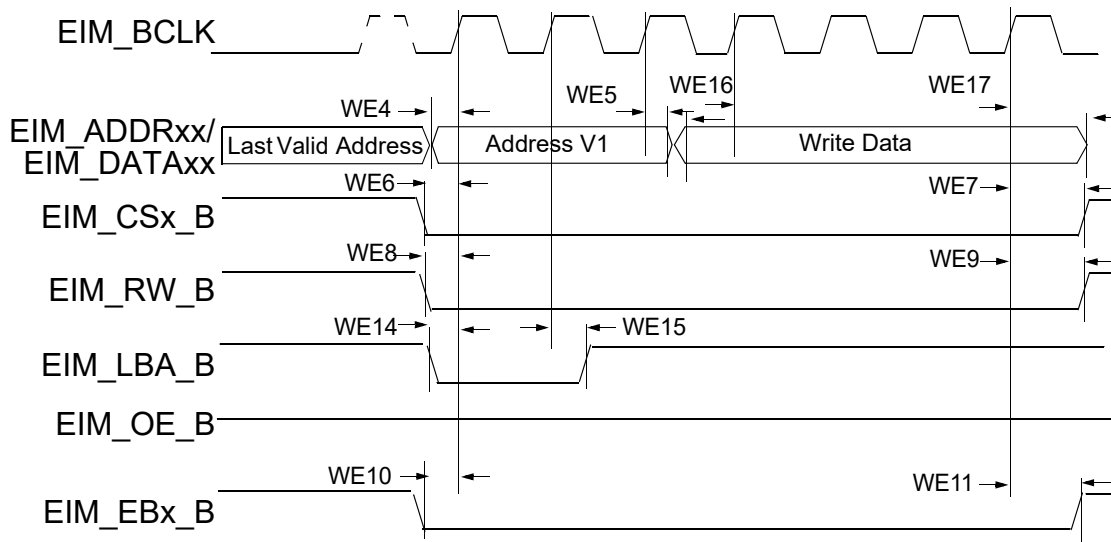 EIM_BCLK
WE16
WE17
WE4
WE5
EIM_ADDRxx/
EIM_DATAxx
Last Valid Address
Address V1
Write Data
WE6
WE7
EIM_CSx_B
WE8
WE9
EIM_RW_B
WE14
WE15
EIM_LBA_B
EIM_OE_B
WE10
WE11
EIM_EBx_B